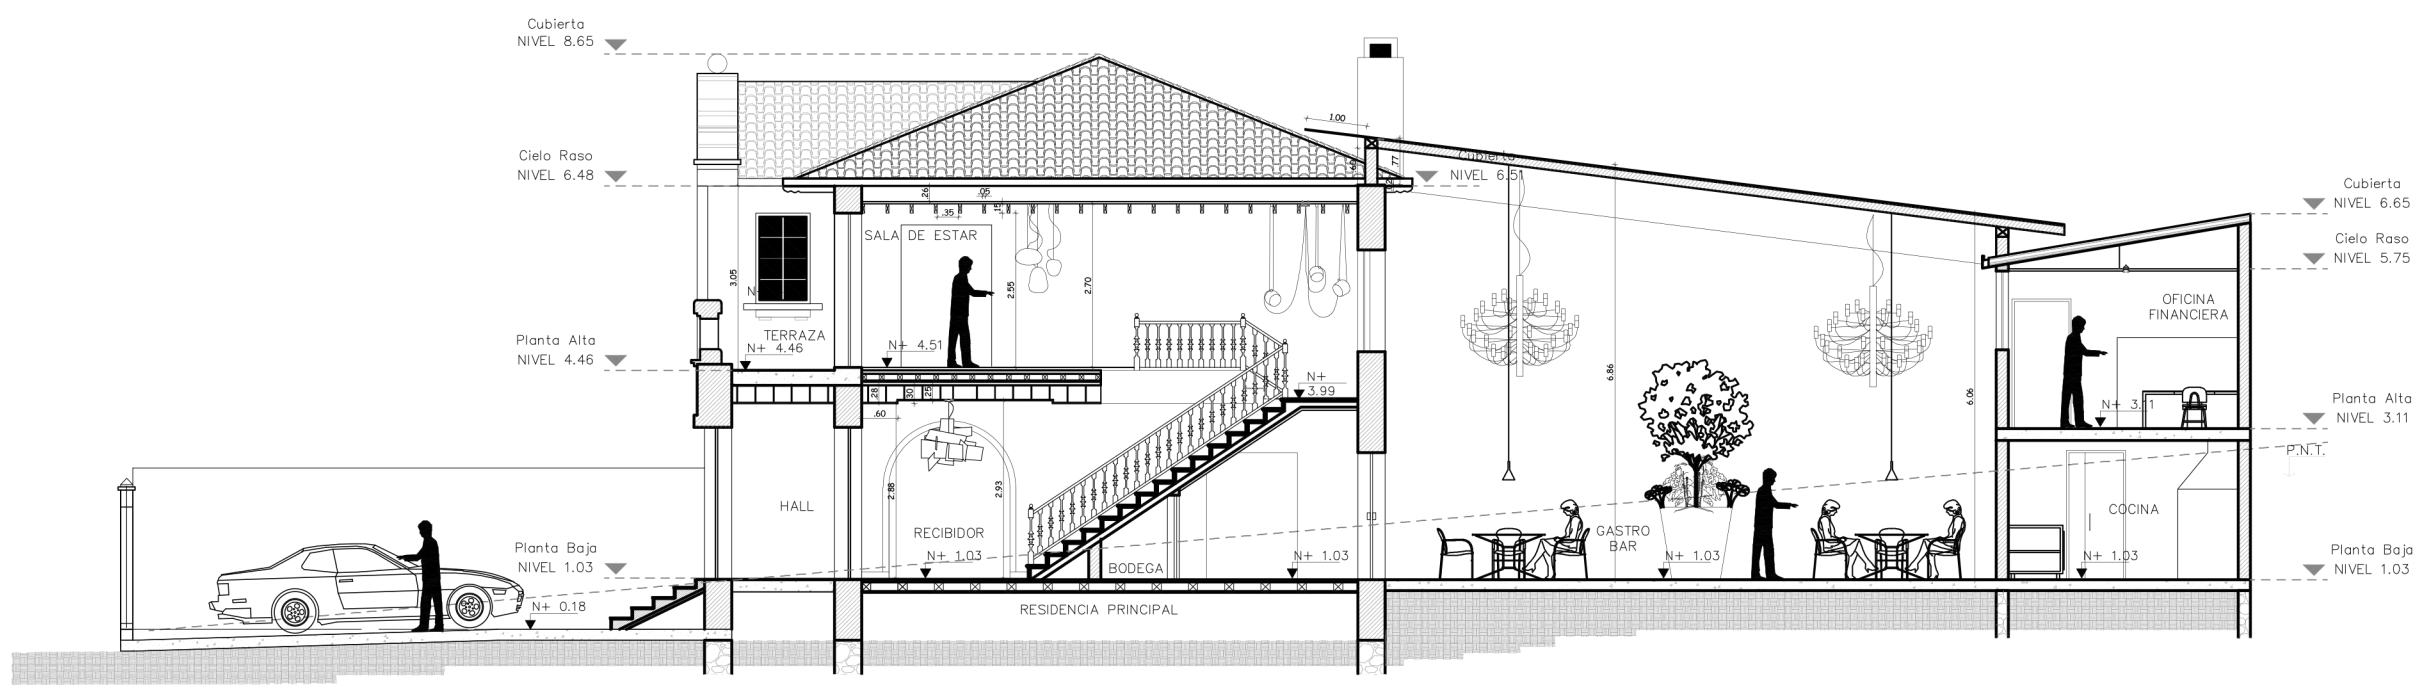 Cubierta
NIVEL 8.65
Cielo Raso
NIVEL 6.48
Planta Alta
NIVEL 4.46
Planta Baja
NIVEL 1.03
N+ 0.18
3.05
N+
TERRAZA
N+ 4.46
HALL
SALA DE ESTAR
.26
.05
.35
.15
2.55
2.70
N+ 4.51
.28
.30
.25
.60
2.88
2.93
RECIBIDOR
N+ 1.03
BODEGA
N+ 1.03
N+
3.99
RESIDENCIA PRINCIPAL
1.00
.60
.77
Cubierta
NIVEL 6.51
6.86
6.06
GASTRO
BAR
N+ 1.03
OFICINA
FINANCIERA
N+ 3.11
COCINA
N+ 1.03
Cubierta
NIVEL 6.65
Cielo Raso
NIVEL 5.75
Planta Alta
NIVEL 3.11
P.N.T.
Planta Baja
NIVEL 1.03